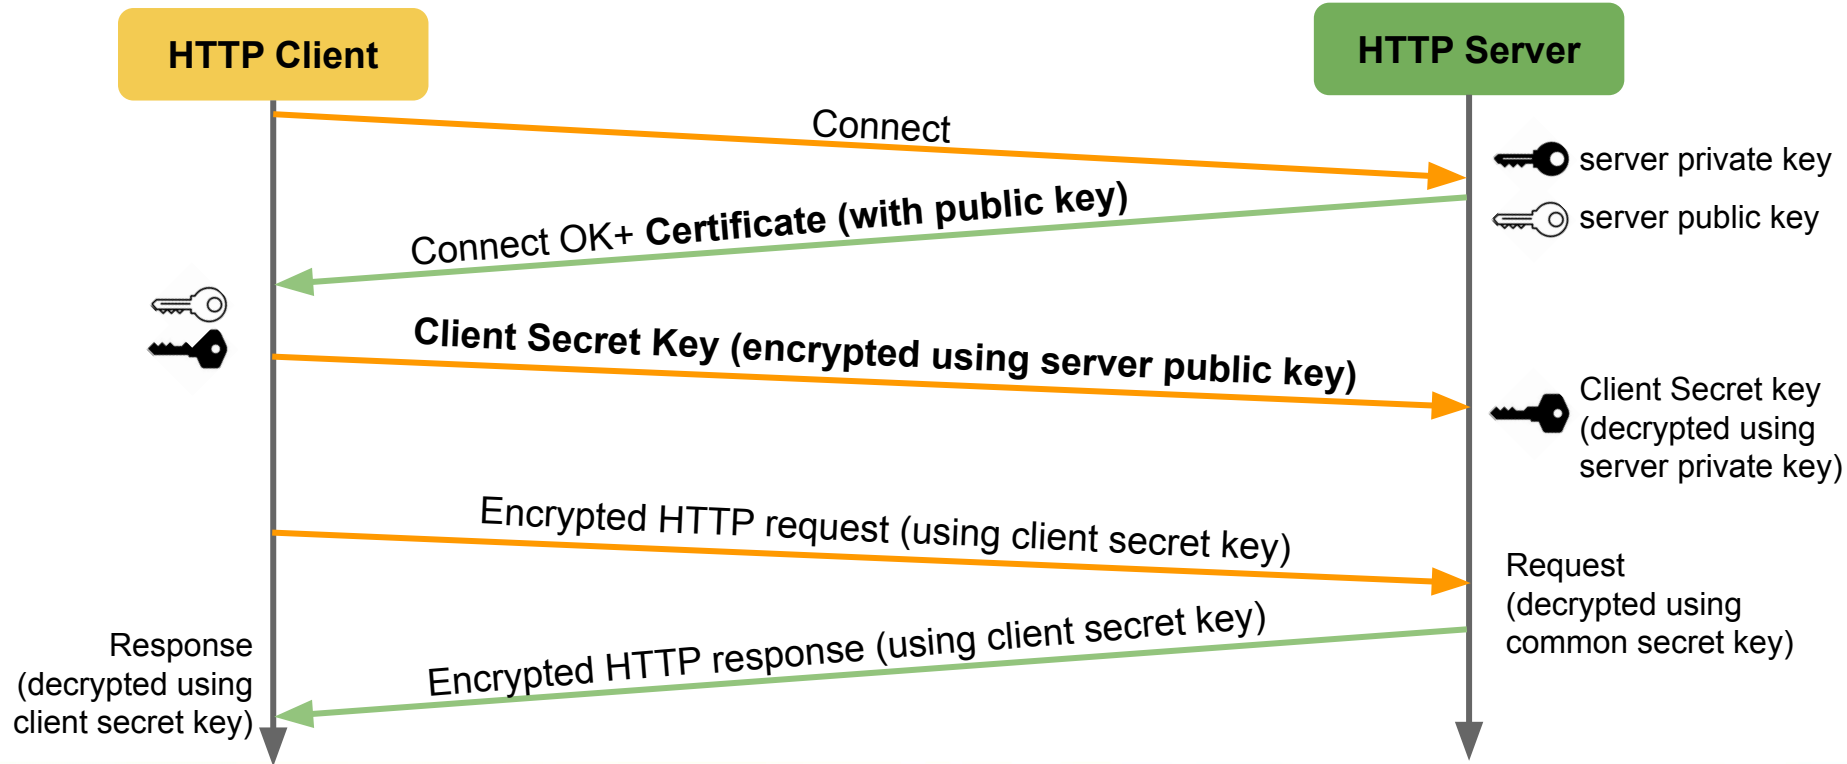 HTTP Client
HTTP Server
Connect
server private key
Connect OK+ Certificate (with public key)
server public key
Client Secret Key (encrypted using server public key)
Client Secret key
(decrypted using
server private key)
Encrypted HTTP request (using client secret key)
Request
(decrypted using
common secret key)
Encrypted HTTP response (using client secret key)
Response
(decrypted using
client secret key)